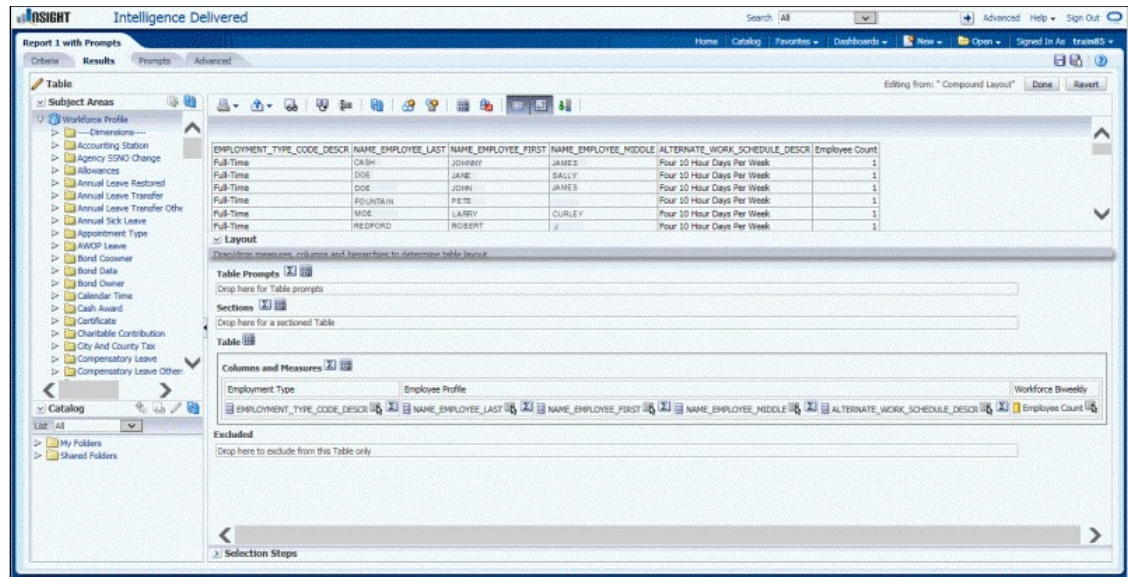 INSIGHT Intelligence Delivered Search All Advanced Help Sign Out
Report 1 with Prompts Home Catalog Favorites Dashboards New Open Signed In As train85
Criteria Results Prompts Advanced
Table Editing from: "Compound Layout" Done Revert
Subject Areas
Workforce Profile
----Dimensions----
Accounting Station
Agency SSNO Change
Allowances
Annual Leave Restored
Annual Leave Transfer
Annual Leave Transfer Othe
Annual Sick Leave
Appointment Type
AWOP Leave
Bond Coowner
Bond Data
Bond Owner
Calendar Time
Cash Award
Certificate
Charitable Contribution
City And County Tax
Compensatory Leave
Compensatory Leave Other
Catalog
List All
My Folders
Shared Folders
EMPLOYMENT_TYPE_CODE_DESCR NAME_EMPLOYEE_LAST NAME_EMPLOYEE_FIRST NAME_EMPLOYEE_MIDDLE ALTERNATE_WORK_SCHEDULE_DESCR Employee Count
Full-Time CASH JOHNNY JAMES Four 10 Hour Days Per Week 1
Full-Time DOE JANE SALLY Four 10 Hour Days Per Week 1
Full-Time DOE JOHN JAMES Four 10 Hour Days Per Week 1
Full-Time FOUNTAIN PETE Four 10 Hour Days Per Week 1
Full-Time MOE LARRY CURLEY Four 10 Hour Days Per Week 1
Full-Time REDFORD ROBERT J Four 10 Hour Days Per Week 1
Layout
Drag/drop measures, columns and hierarchies to determine table layout
Table Prompts
Drop here for Table prompts
Sections
Drop here for a sectioned Table
Table
Columns and Measures
Employment Type Employee Profile Workforce Biweekly
EMPLOYMENT_TYPE_CODE_DESCR NAME_EMPLOYEE_LAST NAME_EMPLOYEE_FIRST NAME_EMPLOYEE_MIDDLE ALTERNATE_WORK_SCHEDULE_DESCR Employee Count
Excluded
Drop here to exclude from this Table only
Selection Steps